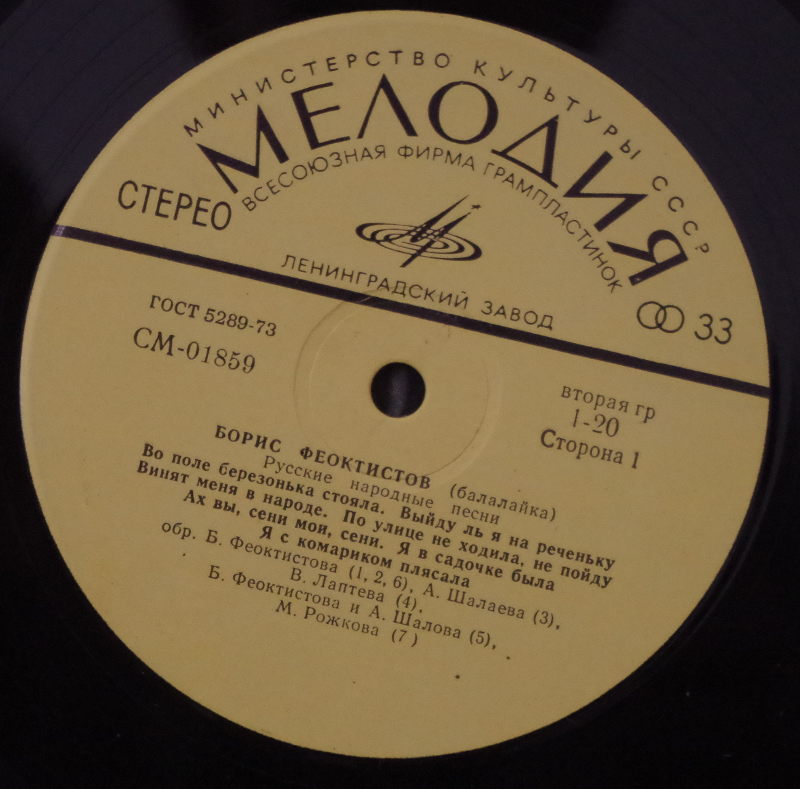 МИНИСТЕРСТВО КУЛЬТУРЫ СССР
МЕЛОДИЯ
ВСЕСОЮЗНАЯ ФИРМА ГРАМПЛАСТИНОК
СТЕРЕО
ЛЕНИНГРАДСКИЙ ЗАВОД
33
ГОСТ 5289-73
СМ-01859
вторая гр
1-20
Сторона 1
БОРИС ФЕОКТИСТОВ (балалайка)
Русские народные песни
Во поле березонька стояла. Выйду ль я на реченьку
Винят меня в народе. По улице не ходила, не пойду
Ах вы, сени мои, сени. Я в садочке была
Я с комариком плясала
обр. Б. Феоктистова (1, 2, 6), А. Шалаева (3),
В. Лаптева (4),
Б. Феоктистова и А. Шалова (5),
М. Рожкова (7)